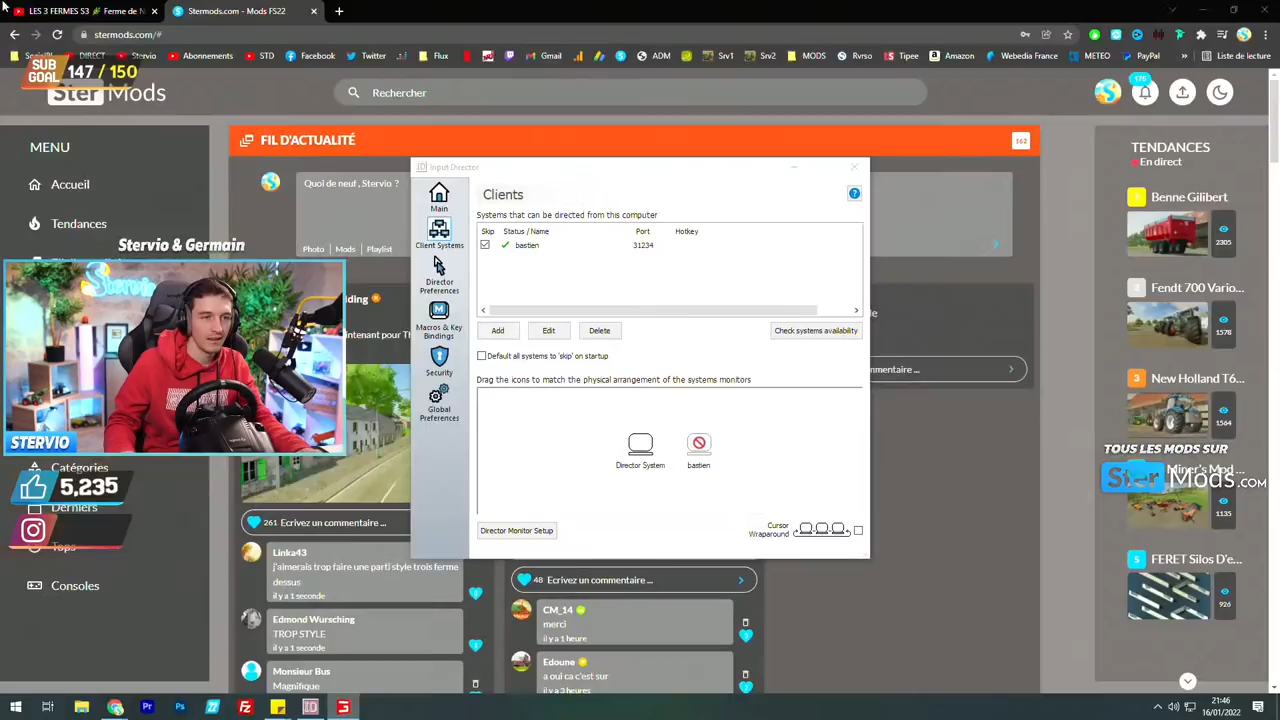 LES 3 FERMES S3
Ferme de N
Stermods.com - Mods FS22
stermods.com/#
DIRECT
Stervio
Abonnements
STD
Facebook
Twitter
Flux
Gmail
ADM
Srv1
Srv2
MODS
Rvrso
Tipee
Amazon
Webedia France
METEO
PayPal
Liste de lecture
SUB GOAL 147 / 150
Ster Mods
Rechercher
176
MENU
Accueil
Tendances
FIL D'ACTUALITÉ
162
Quoi de neuf , Stervio ?
Photo
Mods
Playlist
Stervio & Germain
STERVIO
Catégories
5,235
Derniers
Tops
Consoles
Input Director
Main
Client Systems
Director Preferences
Macros & Key Bindings
Security
Global Preferences
Clients
Systems that can be directed from this computer
Skip Status / Name Port Hotkey
bastien 31234
Add
Edit
Delete
Check systems availability
Default all systems to 'skip' on startup
Drag the icons to match the physical arrangement of the systems monitors
Director System
bastien
Director Monitor Setup
Cursor Wraparound
261 Ecrivez un commentaire ...
Linka43
j'aimerais trop faire une parti style trois ferme
dessus
il y a 1 seconde
Edmond Wursching
TROP STYLE
il y a 1 seconde
Monsieur Bus
Magnifique
48 Ecrivez un commentaire ...
CM_14
merci
il y a 1 heure
Edoune
a oui ca c'est sur
il y a 3 heures
TENDANCES
En direct
1 Benne Gilibert
2305
2 Fendt 700 Vario...
1578
3 New Holland T6...
1564
TOUS LES MODS SUR
SterMods.COM
Miner's Mod ...
1135
5 FERET Silos D'e...
926
21:46
16/01/2022